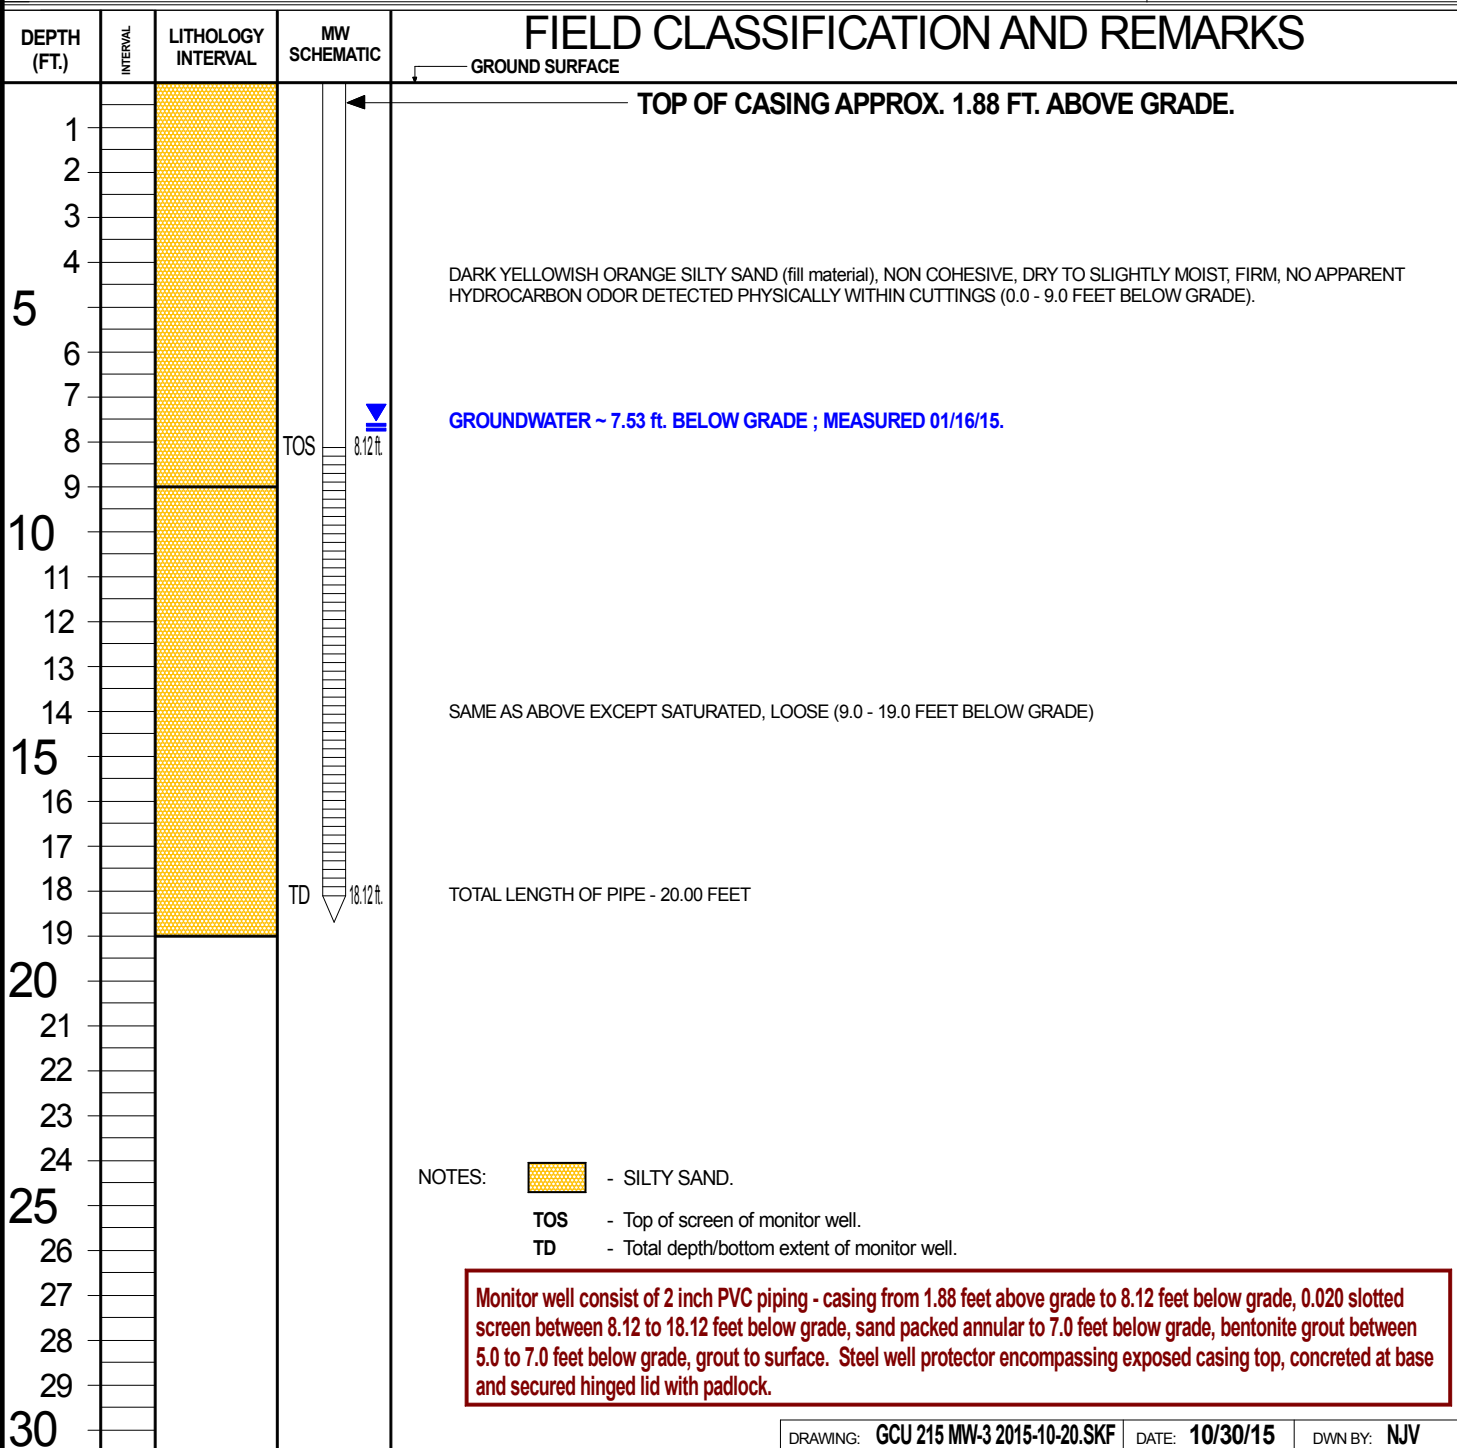 DEPTH
(FT.)
INTERVAL
LITHOLOGY
INTERVAL
MW
SCHEMATIC
FIELD CLASSIFICATION AND REMARKS
GROUND SURFACE
TOP OF CASING APPROX. 1.88 FT. ABOVE GRADE.
1
2
3
4
DARK YELLOWISH ORANGE SILTY SAND (fill material), NON COHESIVE, DRY TO SLIGHTLY MOIST, FIRM, NO APPARENT
HYDROCARBON ODOR DETECTED PHYSICALLY WITHIN CUTTINGS (0.0 - 9.0 FEET BELOW GRADE).
5
6
7
GROUNDWATER ~ 7.53 ft. BELOW GRADE ; MEASURED 01/16/15.
8
TOS 8.12 ft.
9
10
11
12
13
14
SAME AS ABOVE EXCEPT SATURATED, LOOSE (9.0 - 19.0 FEET BELOW GRADE)
15
16
17
18
TD 18.12 ft.
TOTAL LENGTH OF PIPE - 20.00 FEET
19
20
21
22
23
24
NOTES: - SILTY SAND.
25
TOS - Top of screen of monitor well.
26
TD - Total depth/bottom extent of monitor well.
27
Monitor well consist of 2 inch PVC piping - casing from 1.88 feet above grade to 8.12 feet below grade, 0.020 slotted
screen between 8.12 to 18.12 feet below grade, sand packed annular to 7.0 feet below grade, bentonite grout between
5.0 to 7.0 feet below grade, grout to surface. Steel well protector encompassing exposed casing top, concreted at base
and secured hinged lid with padlock.
28
29
30
DRAWING: GCU 215 MW-3 2015-10-20.SKF DATE: 10/30/15 DWN BY: NJV